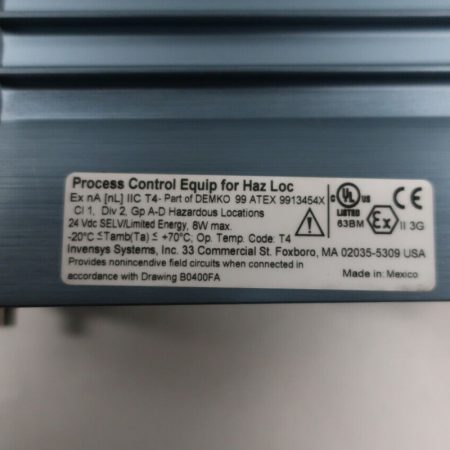 Process Control Equip for Haz Loc
Ex nA [nL] IIC T4- Part of DEMKO 99 ATEX 9913454X
Cl 1, Div 2, Gp A-D Hazardous Locations
24 Vdc SELV/Limited Energy, 8W max.
-20°C ≤Tamb(Ta) ≤ +70°C; Op. Temp. Code: T4
Invensys Systems, Inc. 33 Commercial St. Foxboro, MA 02035-5309 USA
Provides nonincendive field circuits when connected in
accordance with Drawing B0400FA
Made in: Mexico
C UL US
LISTED
63BM
CE
Ex II 3G